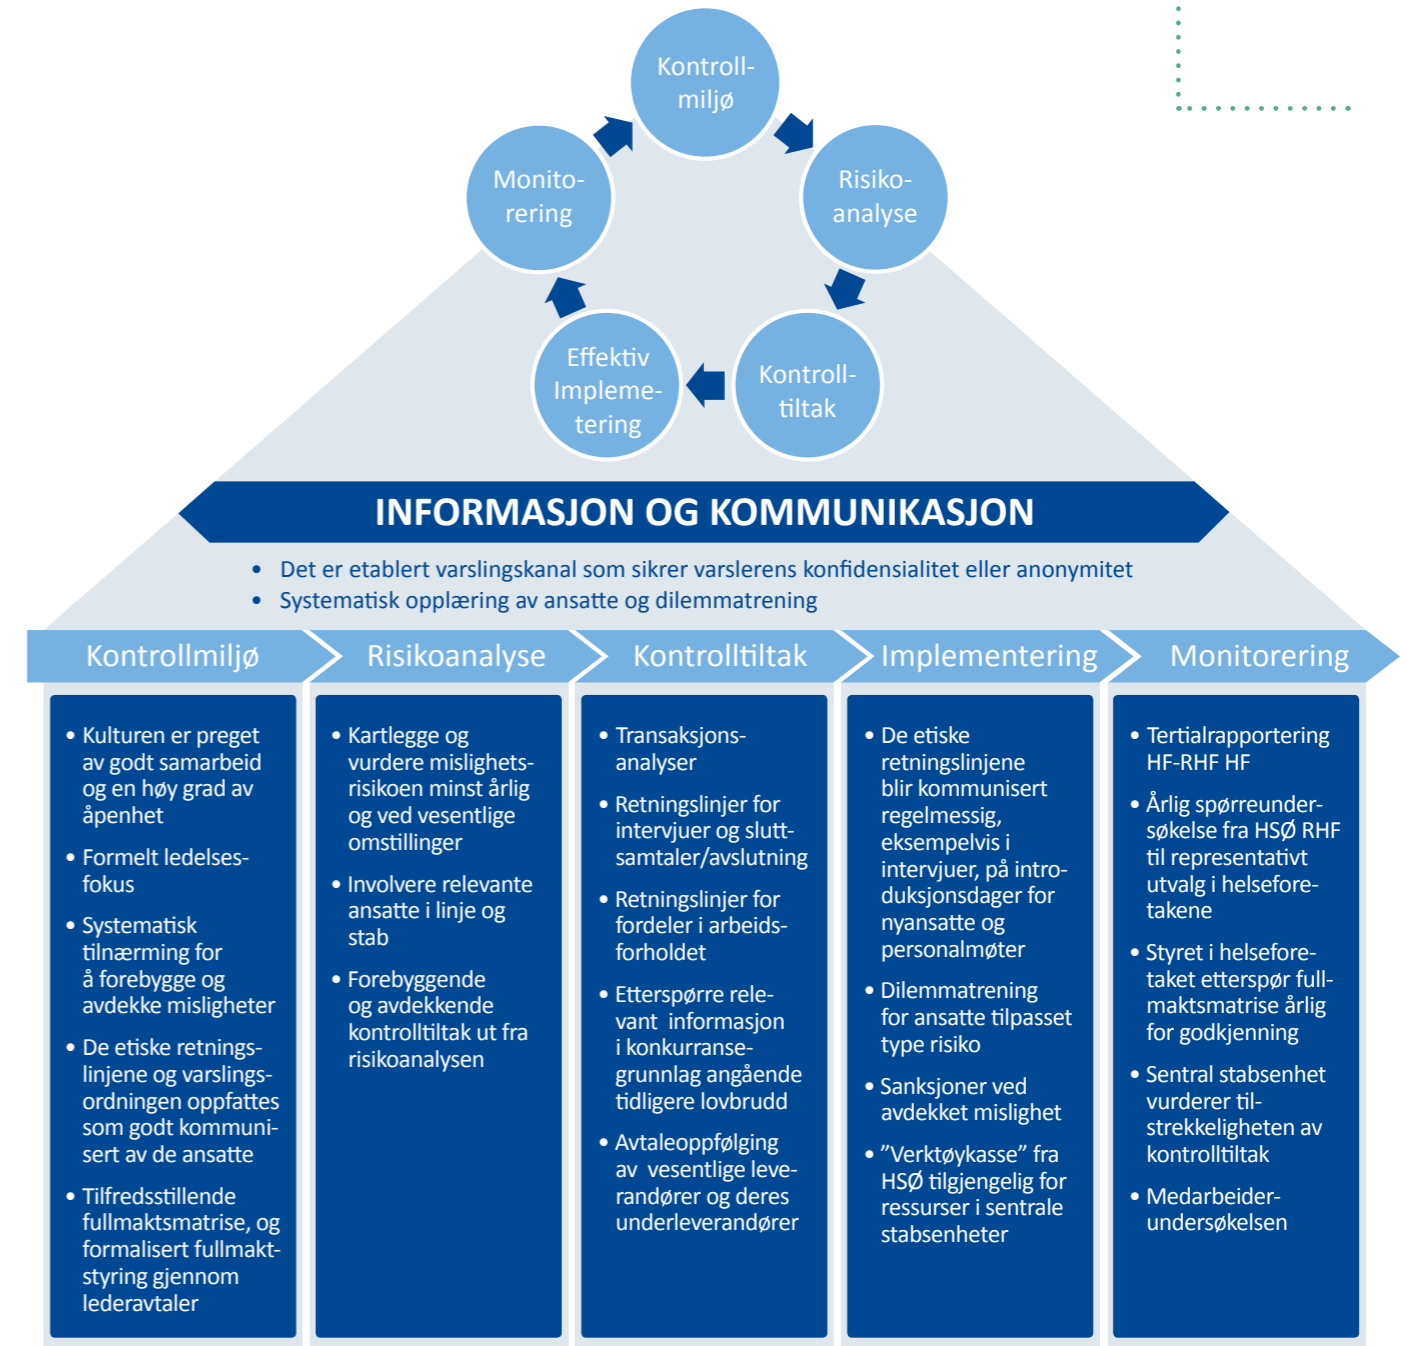 Kontroll-
miljø
Monito-
rering
Risiko-
analyse
Effektiv
Impleme-
tering
Kontroll-
tiltak
INFORMASJON OG KOMMUNIKASJON
• Det er etablert varslingskanal som sikrer varslerens konfidensialitet eller anonymitet
• Systematisk opplæring av ansatte og dilemmatrening
Kontrollmiljø
• Kulturen er preget
av godt samarbeid
og en høy grad av
åpenhet
• Formelt ledelses-
fokus
• Systematisk
tilnærming for
å forebygge og
avdekke misligheter
• De etiske retnings-
linjene og varslings-
ordningen oppfattes
som godt kommuni-
sert av de ansatte
• Tilfredsstillende
fullmaktsmatrise, og
formalisert fullmakt-
styring gjennom
lederavtaler
Risikoanalyse
• Kartlegge og
vurdere mislighets-
risikoen minst årlig
og ved vesentlige
omstillinger
• Involvere relevante
ansatte i linje og
stab
• Forebyggende
og avdekkende
kontrolltiltak ut fra
risikoanalysen
Kontrolltiltak
• Transaksjons-
analyser
• Retningslinjer for
intervjuer og slutt-
samtaler/avslutning
• Retningslinjer for
fordeler i arbeids-
forholdet
• Etterspørre rele-
vant informasjon
i konkurranse-
grunnlag angående
tidligere lovbrudd
• Avtaleoppfølging
av vesentlige leve-
randører og deres
underleverandører
Implementering
• De etiske
retningslinjene
blir kommunisert
regelmessig,
eksempelvis i
intervjuer, på intro-
duksjonsdager for
nyansatte og
personalmøter
• Dilemmatrening
for ansatte tilpasset
type risiko
• Sanksjoner ved
avdekket mislighet
• ”Verktøykasse” fra
HSØ tilgjengelig for
ressurser i sentrale
stabsenheter
Monitorering
• Tertialrapportering
HF-RHF HF
• Årlig spørreunder-
søkelse fra HSØ RHF
til representativt
utvalg i helsefore-
takene
• Styret i helsefore-
taket etterspør full-
maktsmatrise årlig
for godkjenning
• Sentral stabsenhet
vurderer til-
strekkeligheten av
kontrolltiltak
• Medarbeider-
undersøkelsen